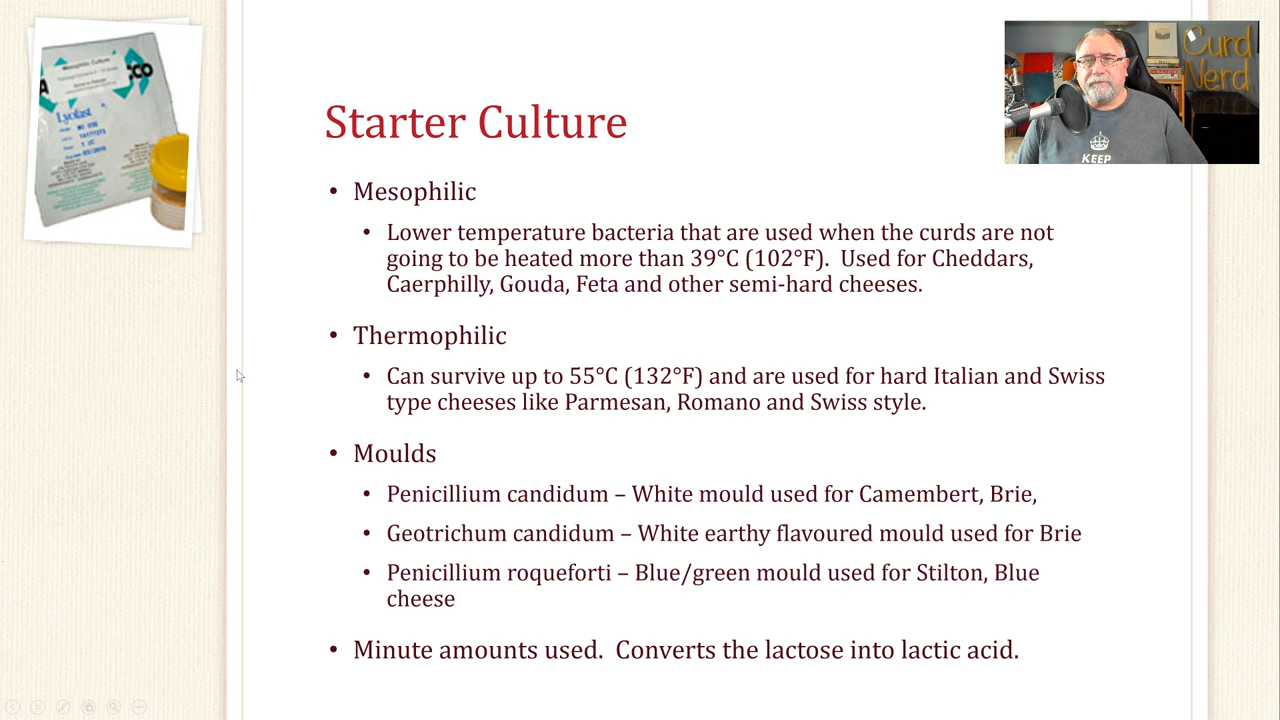 Starter Culture
• Mesophilic
• Lower temperature bacteria that are used when the curds are not
going to be heated more than 39°C (102°F).  Used for Cheddars,
Caerphilly, Gouda, Feta and other semi-hard cheeses.
• Thermophilic
• Can survive up to 55°C (132°F) and are used for hard Italian and Swiss
type cheeses like Parmesan, Romano and Swiss style.
• Moulds
• Penicillium candidum – White mould used for Camembert, Brie,
• Geotrichum candidum – White earthy flavoured mould used for Brie
• Penicillium roqueforti – Blue/green mould used for Stilton, Blue
cheese
• Minute amounts used.  Converts the lactose into lactic acid.
Mesophilic Culture
CO
Lyofast
Curd
Nerd
KEEP